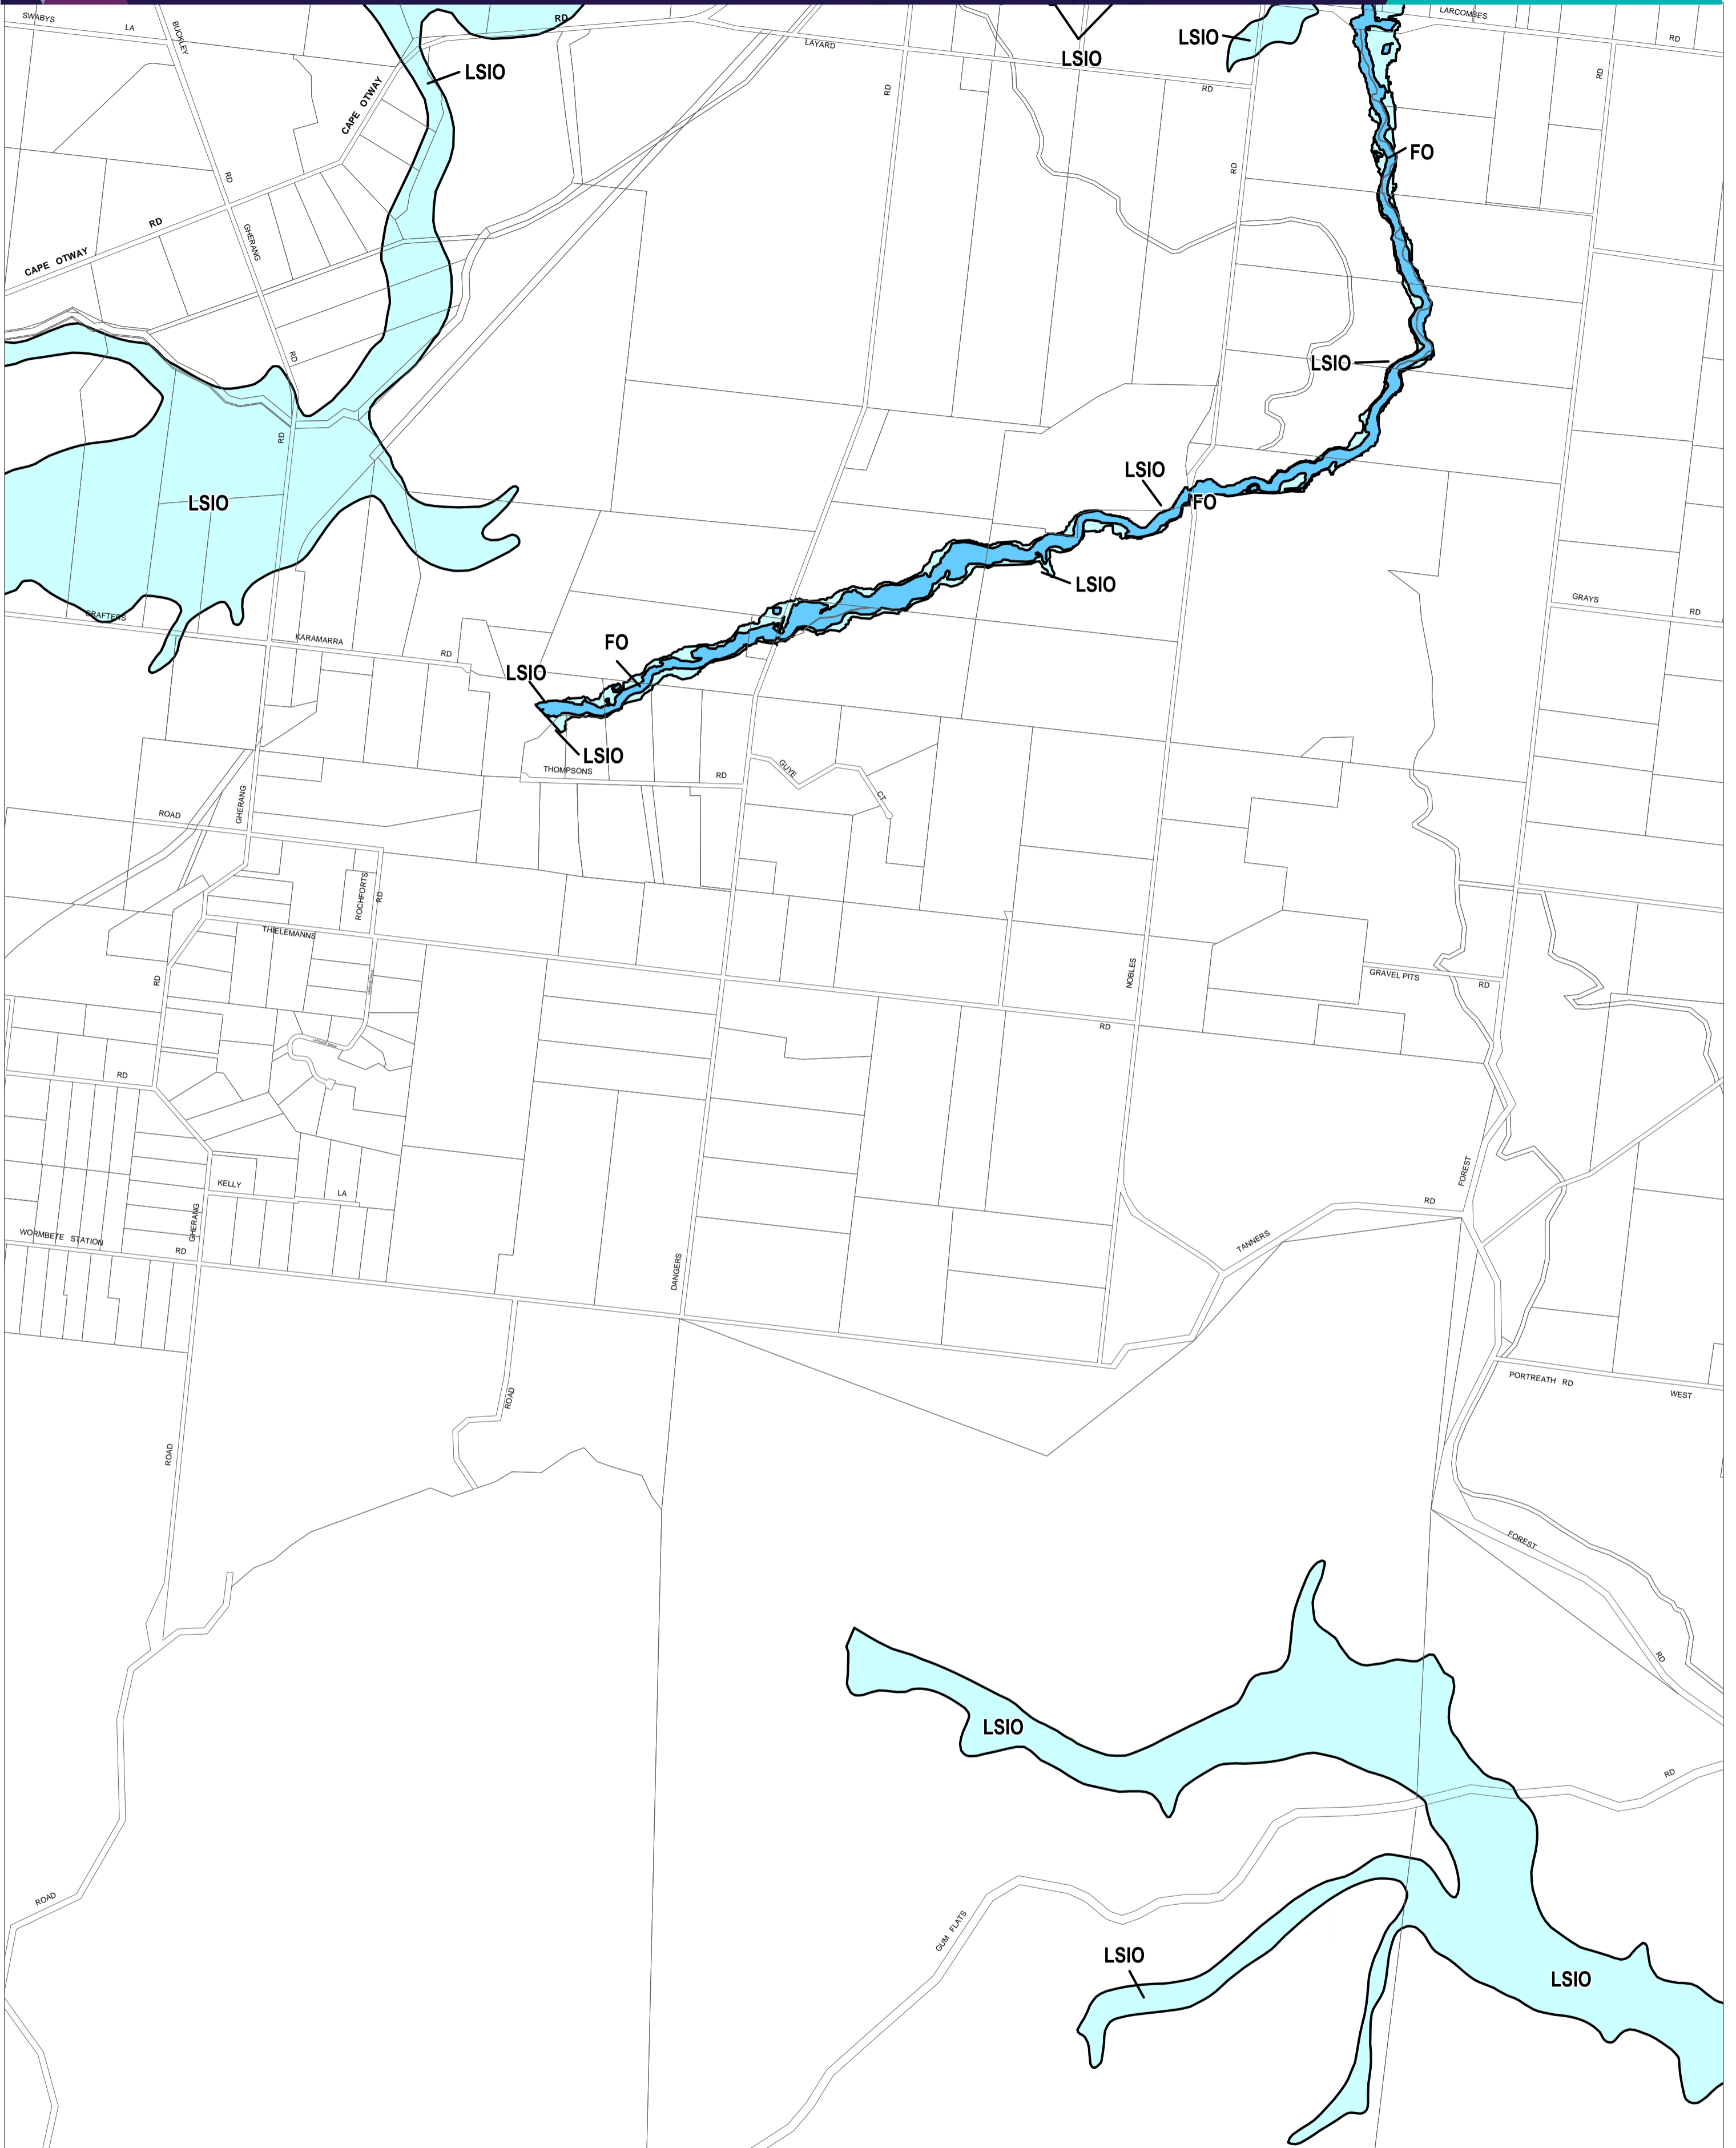 SWABYS
LA
BUCKLEY
RD
RD
LAYARD
RD
LSIO
LSIO
LARCOMBES
RD
LSIO
CAPE OTWAY
RD
RD
RD
FO
RD
RD
CAPE OTWAY
GHERANG
RD
LSIO
RD
LSIO
LSIO
FO
LSIO
GRAYS
RD
CRAFTERS
KARAMARRA
RD
FO
LSIO
LSIO
THOMPSONS
RD
GUYE
CT
ROAD
GHERANG
ROCHFORTS
RD
THIELEMANNS
RD
NOBLES
RD
GRAVEL PITS
RD
RD
KELLY
LA
GHERANG
WORMBETE STATION
RD
DANGERS
TANNERS
RD
FOREST
PORTREATH RD
WEST
ROAD
ROAD
FOREST
RD
LSIO
RD
ROAD
GUM FLATS
LSIO
LSIO